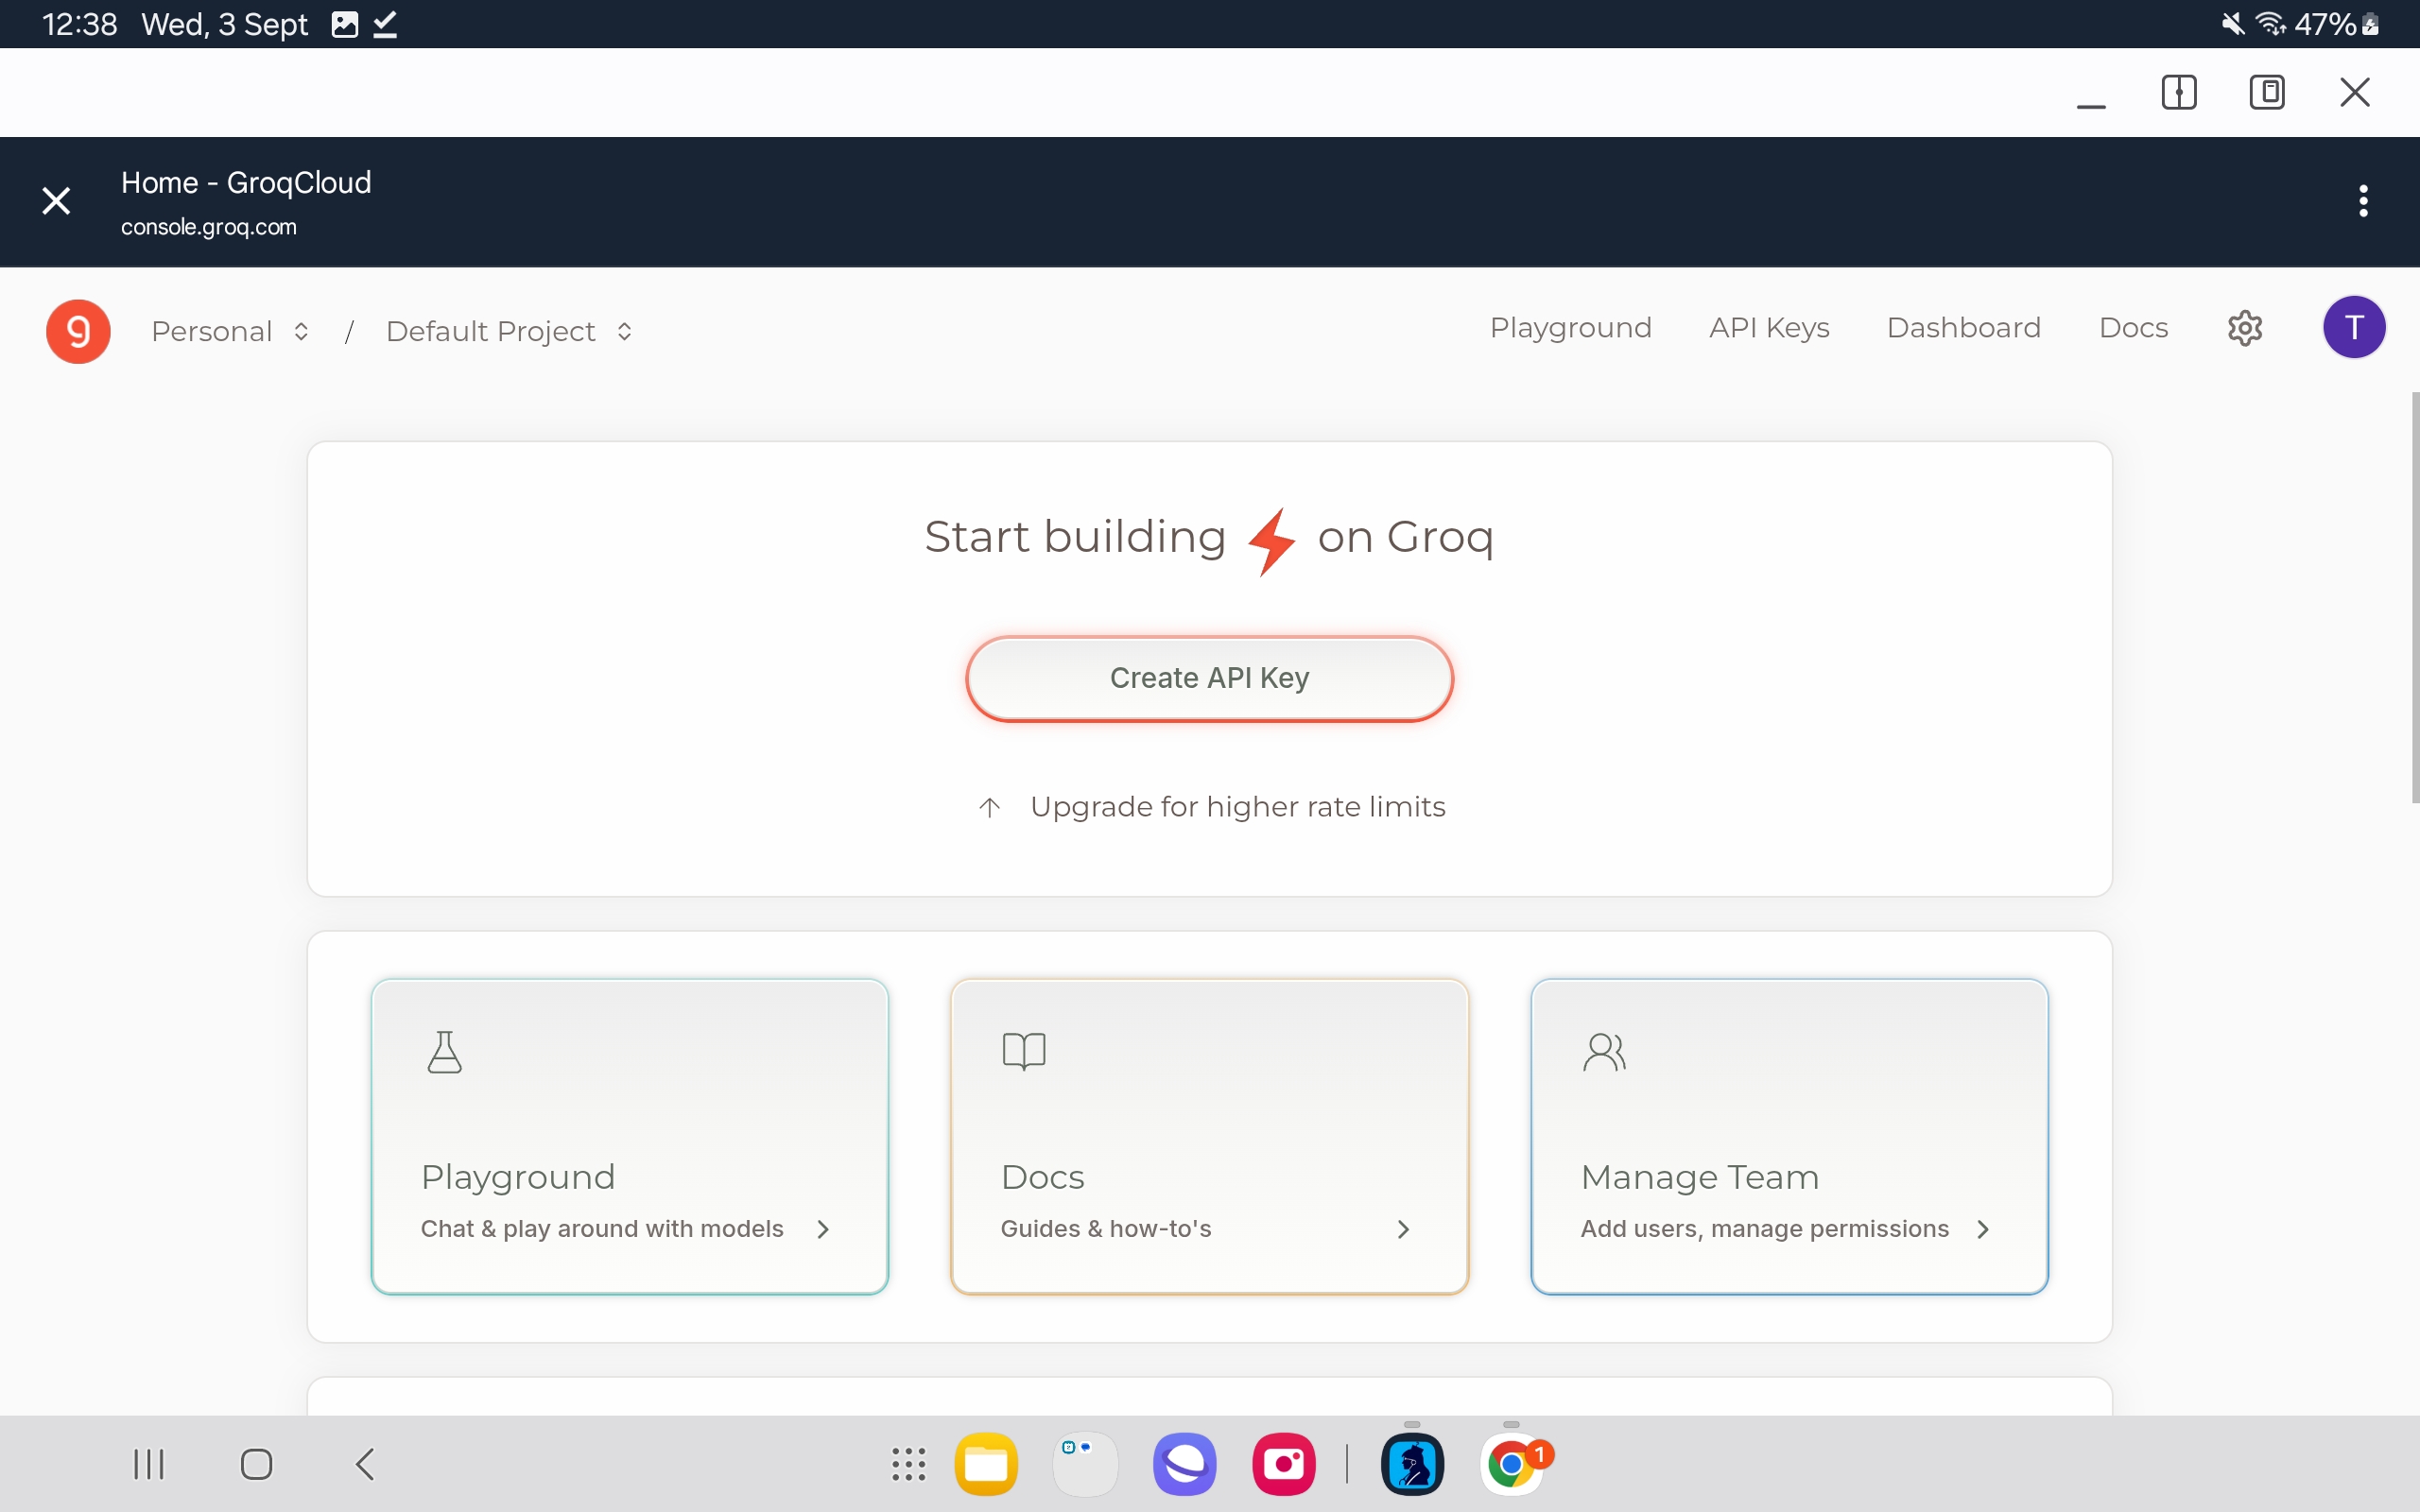 12:38 Wed, 3 Sept
47%
Home - GroqCloud
console.groq.com
g
Personal / Default Project
Playground API Keys Dashboard Docs
T
Start building on Groq
Create API Key
↑ Upgrade for higher rate limits
Playground
Chat & play around with models
Docs
Guides & how-to's
Manage Team
Add users, manage permissions
1